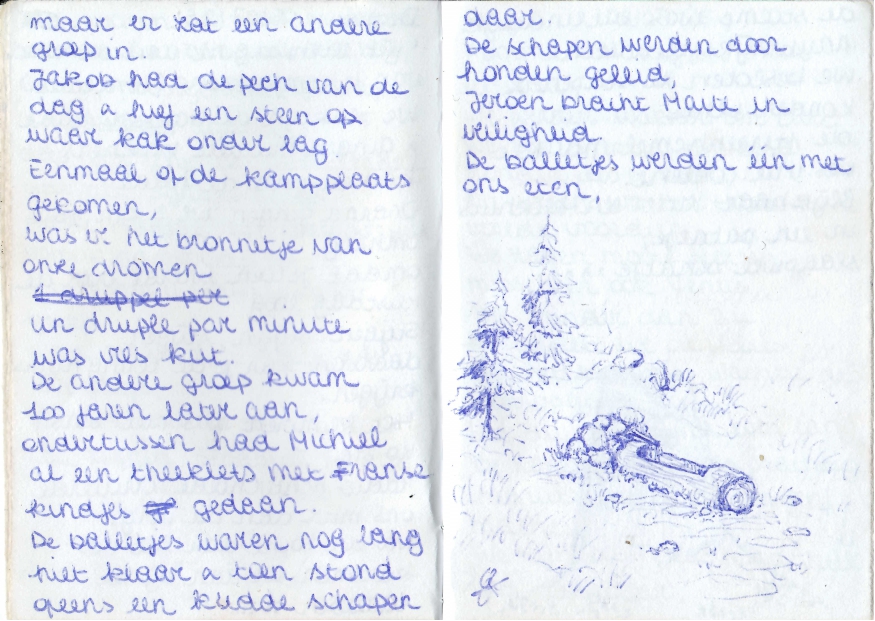 maar er zat een andere
groep in.
Jakob had de pech van de
dag & hief een steen op
waar kak onder lag
Eenmaal op de kampplaats
gekomen,
was er het bronnetje van
onze dromen
1 druppel per
un druple par minute
was vies kut.
De andere groep kwam
100 jaren later aan
ondertussen had Michiel
al een theeklets met Franse
kindjes gedaan
De balletjes waren nog lang
niet klaar & toen stond
opeens een kudde schapen
daar
De schapen werden door
honden geleid,
Jeroen bracht Maite in
veiligheid.
De balletjes werden één met
ons eten